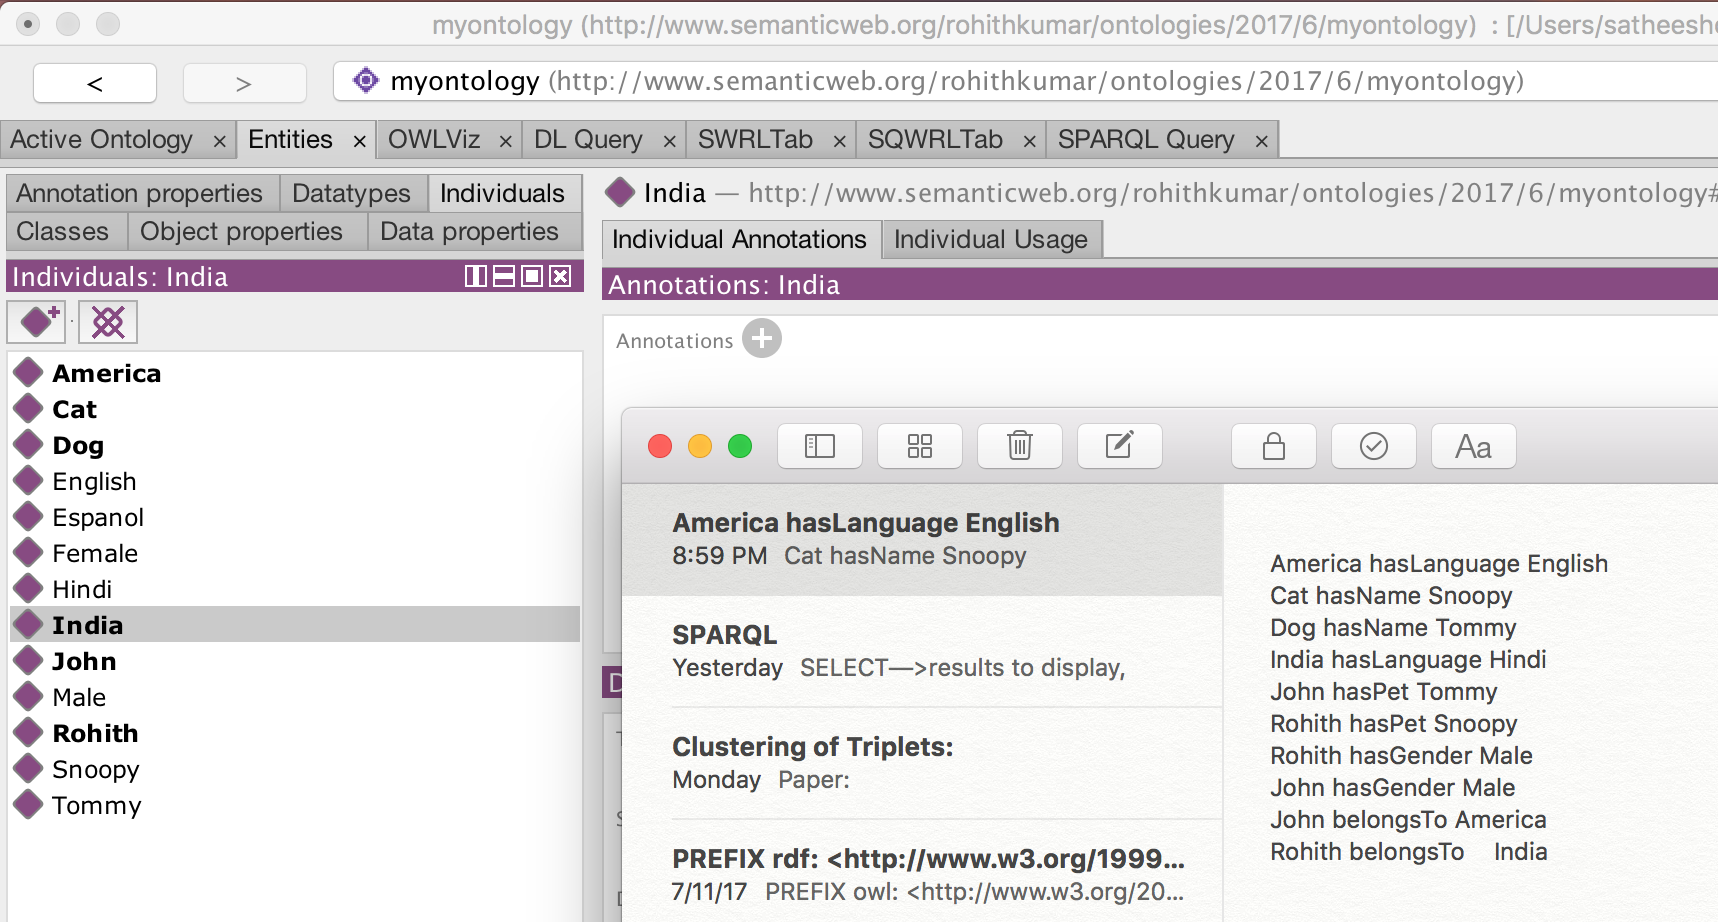 myontology (http://www.semanticweb.org/rohithkumar/ontologies/2017/6/myontology) : [/Users/satheesh
< > myontology (http://www.semanticweb.org/rohithkumar/ontologies/2017/6/myontology)
Active Ontology × Entities × OWLViz × DL Query × SWRLTab × SQWRLTab × SPARQL Query ×
Annotation properties Datatypes Individuals
Classes Object properties Data properties
Individuals: India
America
Cat
Dog
English
Espanol
Female
Hindi
India
John
Male
Rohith
Snoopy
Tommy
India — http://www.semanticweb.org/rohithkumar/ontologies/2017/6/myontology#
Individual Annotations Individual Usage
Annotations: India
Annotations +
Aa
America hasLanguage English
8:59 PM Cat hasName Snoopy
SPARQL
Yesterday SELECT—>results to display,
Clustering of Triplets:
Monday Paper:
PREFIX rdf: <http://www.w3.org/1999...
7/11/17 PREFIX owl: <http://www.w3.org/20...
America hasLanguage English
Cat hasName Snoopy
Dog hasName Tommy
India hasLanguage Hindi
John hasPet Tommy
Rohith hasPet Snoopy
Rohith hasGender Male
John hasGender Male
John belongsTo America
Rohith belongsTo India